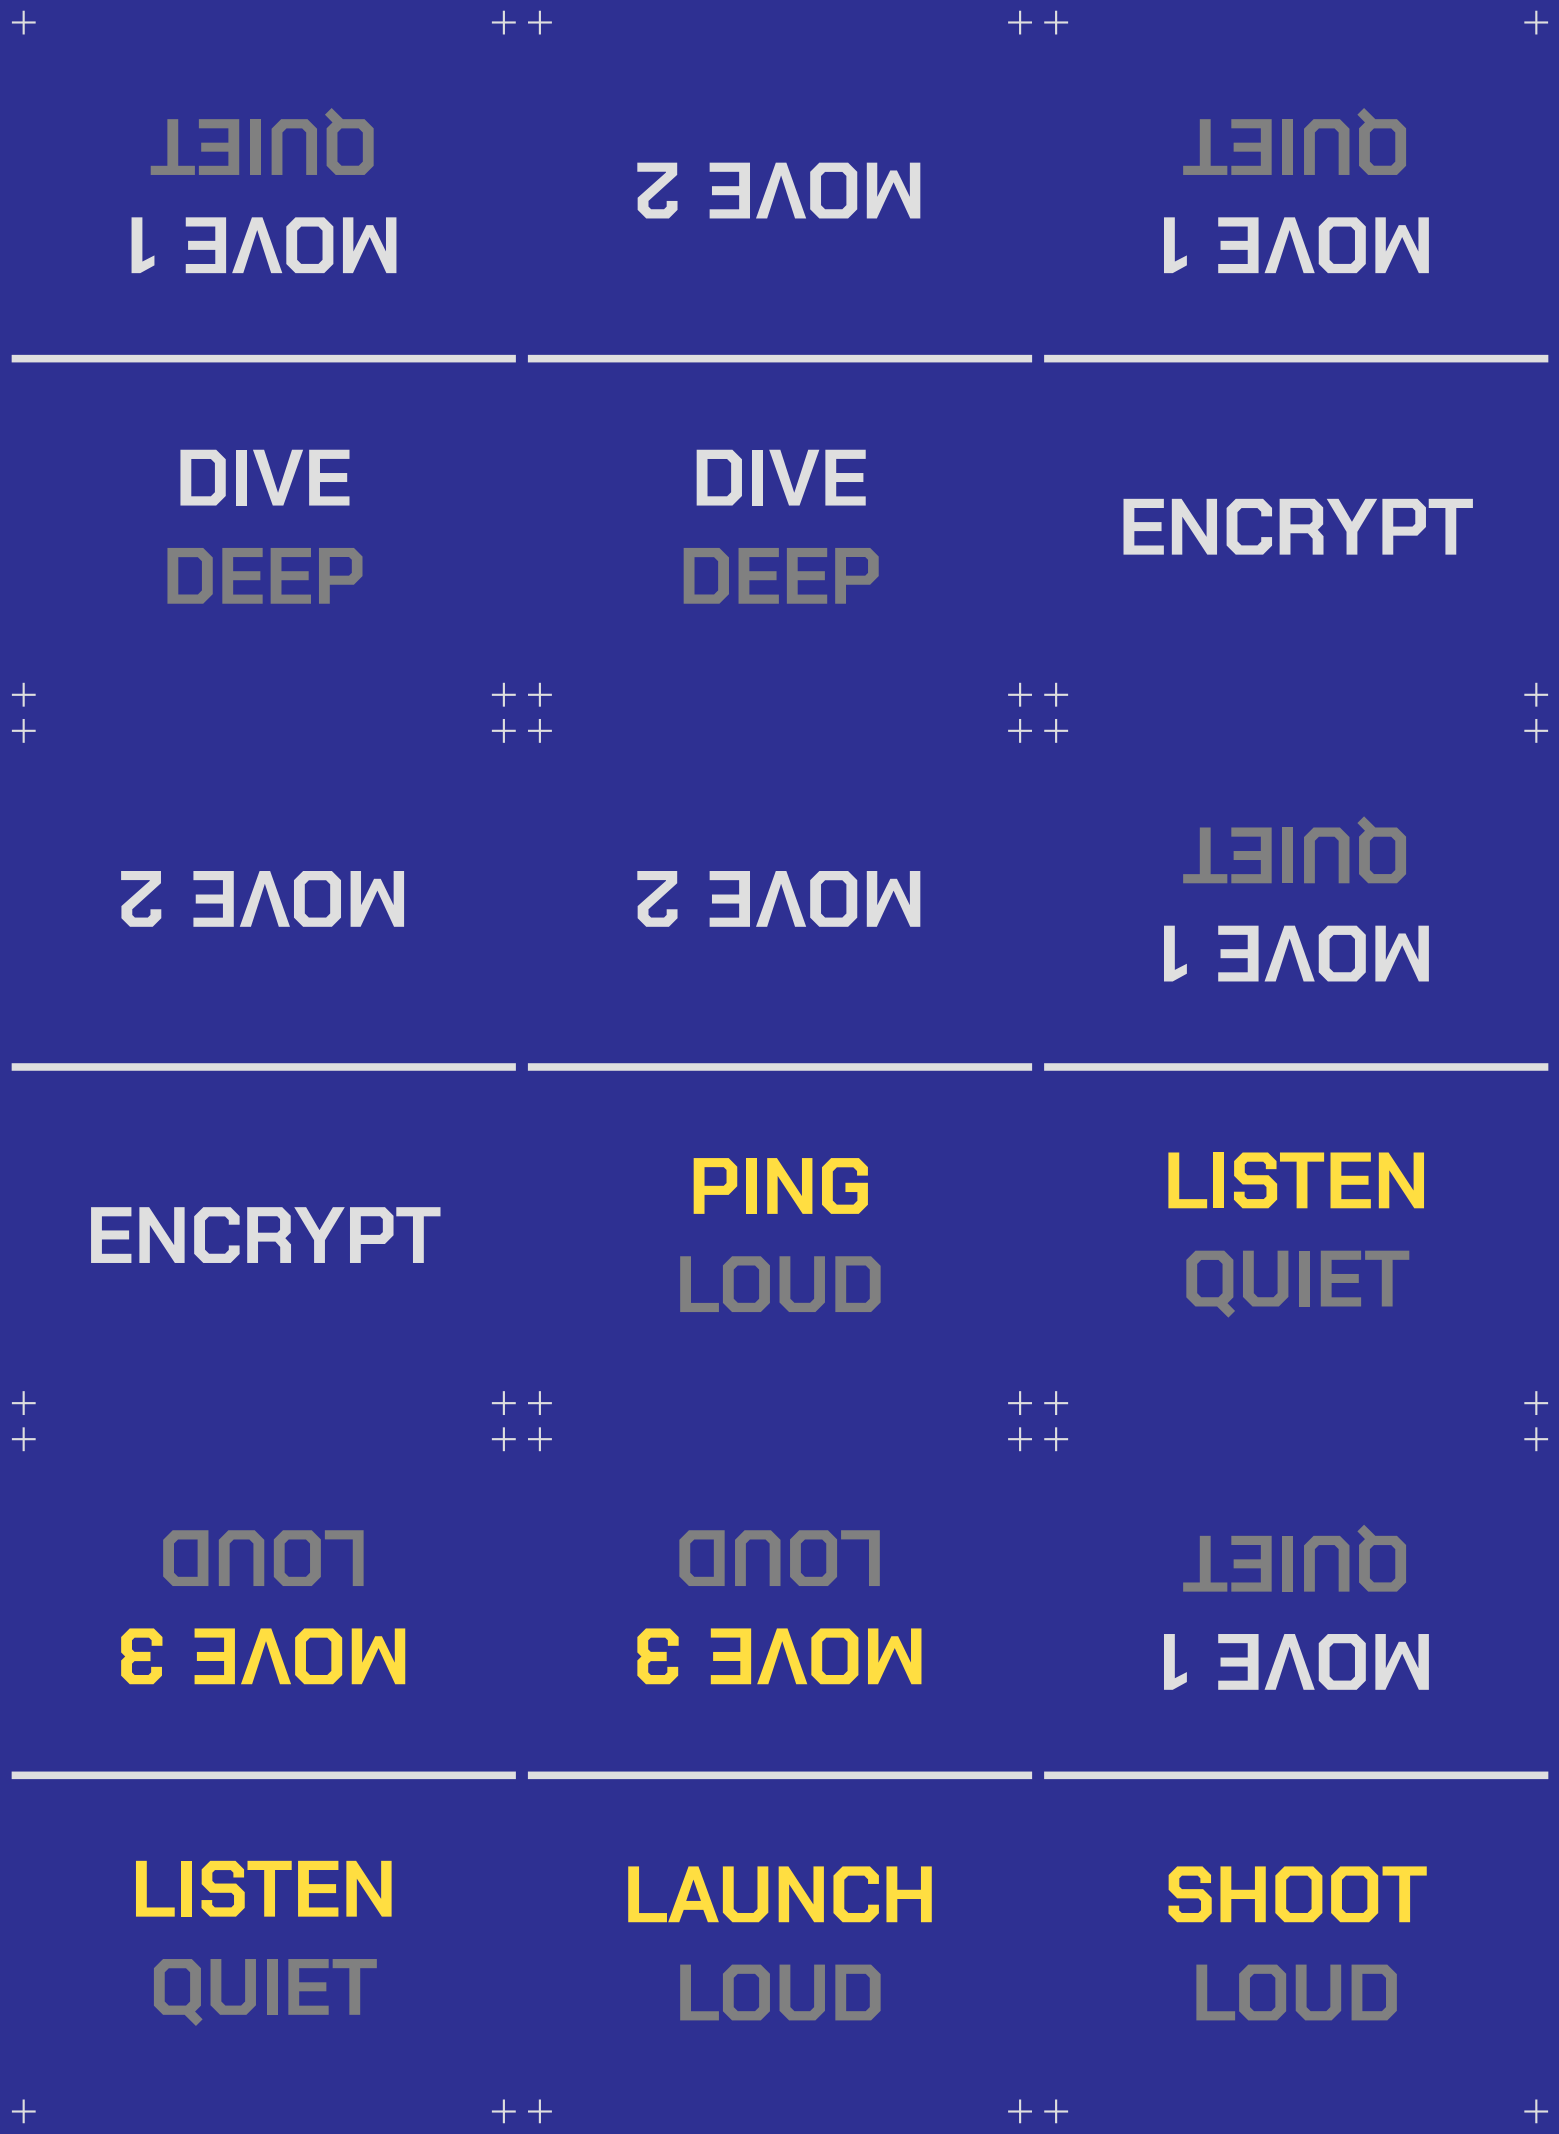 QUIET
MOVE 1
DIVE
DEEP
MOVE 2
DIVE
DEEP
QUIET
MOVE 1
ENCRYPT
MOVE 2
ENCRYPT
MOVE 2
PING
LOUD
QUIET
MOVE 1
LISTEN
QUIET
LOUD
MOVE 3
LISTEN
QUIET
LOUD
MOVE 3
LAUNCH
LOUD
QUIET
MOVE 1
SHOOT
LOUD